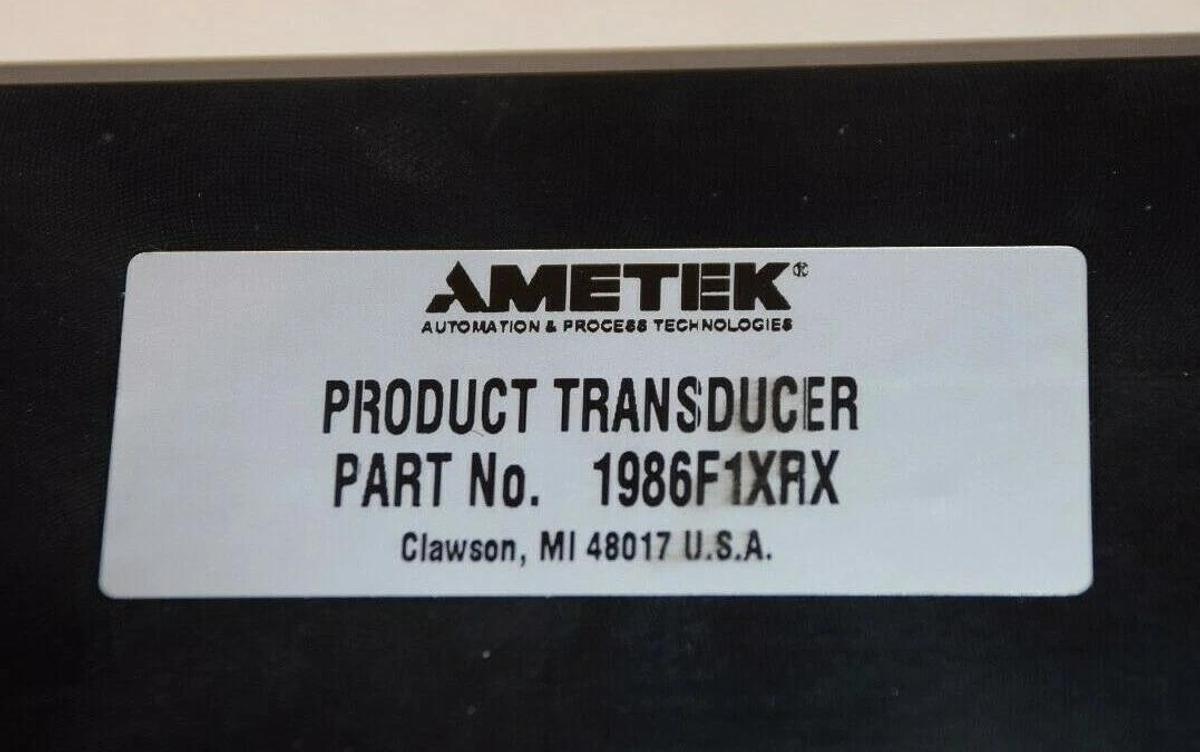 AMETEK®
AUTOMATION & PROCESS TECHNOLOGIES
PRODUCT TRANSDUCER
PART No. 1986F1XRX
Clawson, MI 48017 U.S.A.